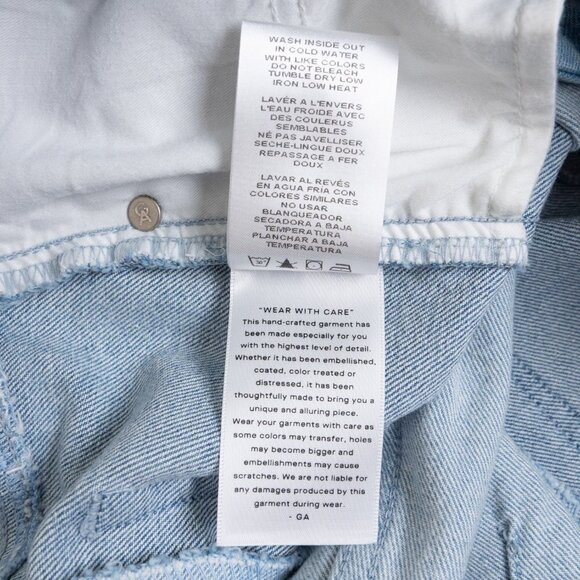 WASH INSIDE OUT
IN COLD WATER
WITH LIKE COLORS
DO NOT BLEACH
TUMBLE DRY LOW
IRON LOW HEAT
LAVÉR A L'ENVERS
L'EAU FROIDE AVEC
DES COULERUS
SEMBLABLES
NÉ PAS JAVELLISER
SECHE-LINGUE DOUX
REPASSAGE A FER
DOUX
LAVAR AL REVÉS
EN AGUA FRÍA CON
COLORES SIMILARES
NO USAR
BLANQUEADOR
SECADORA A BAJA
TEMPERATURA
PLANCHAR A BAJA
TEMPERATURA
"WEAR WITH CARE"
This hand-crafted garment has
been made especially for you
with the highest level of detail.
Whether it has been embellished,
coated, color treated or
distressed, it has been
thoughtfully made to bring you a
unique and alluring piece.
Wear your garments with care as
some colors may transfer, holes
may become bigger and
embellishments may cause
scratches. We are not liable for
any damages produced by this
garment during wear.
- GA